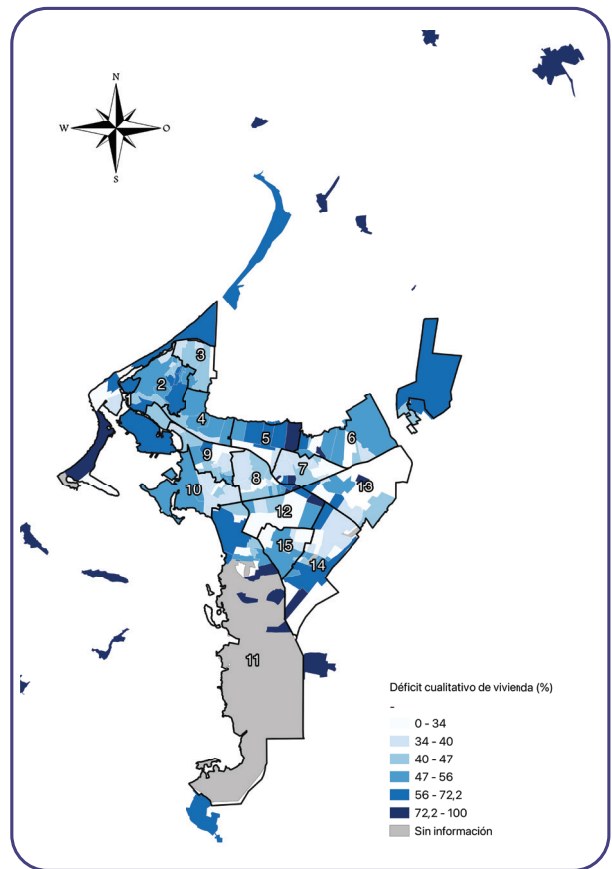 N
W
O
S
3
2
1
4
5
6
9
7
8
10
13
12
15
14
11
Déficit cualitativo de vivienda (%)
-
0 - 34
34 - 40
40 - 47
47 - 56
56 - 72,2
72,2 - 100
Sin información